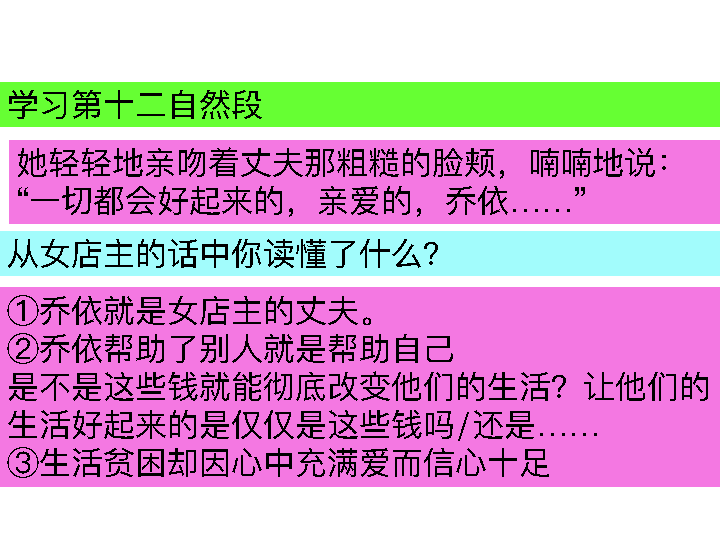 学习第十二自然段
她轻轻地亲吻着丈夫那粗糙的脸颊，喃喃地说：
“一切都会好起来的，亲爱的，乔依……”
从女店主的话中你读懂了什么？
①乔依就是女店主的丈夫。
②乔依帮助了别人就是帮助自己
是不是这些钱就能彻底改变他们的生活？让他们的
生活好起来的是仅仅是这些钱吗/还是……
③生活贫困却因心中充满爱而信心十足